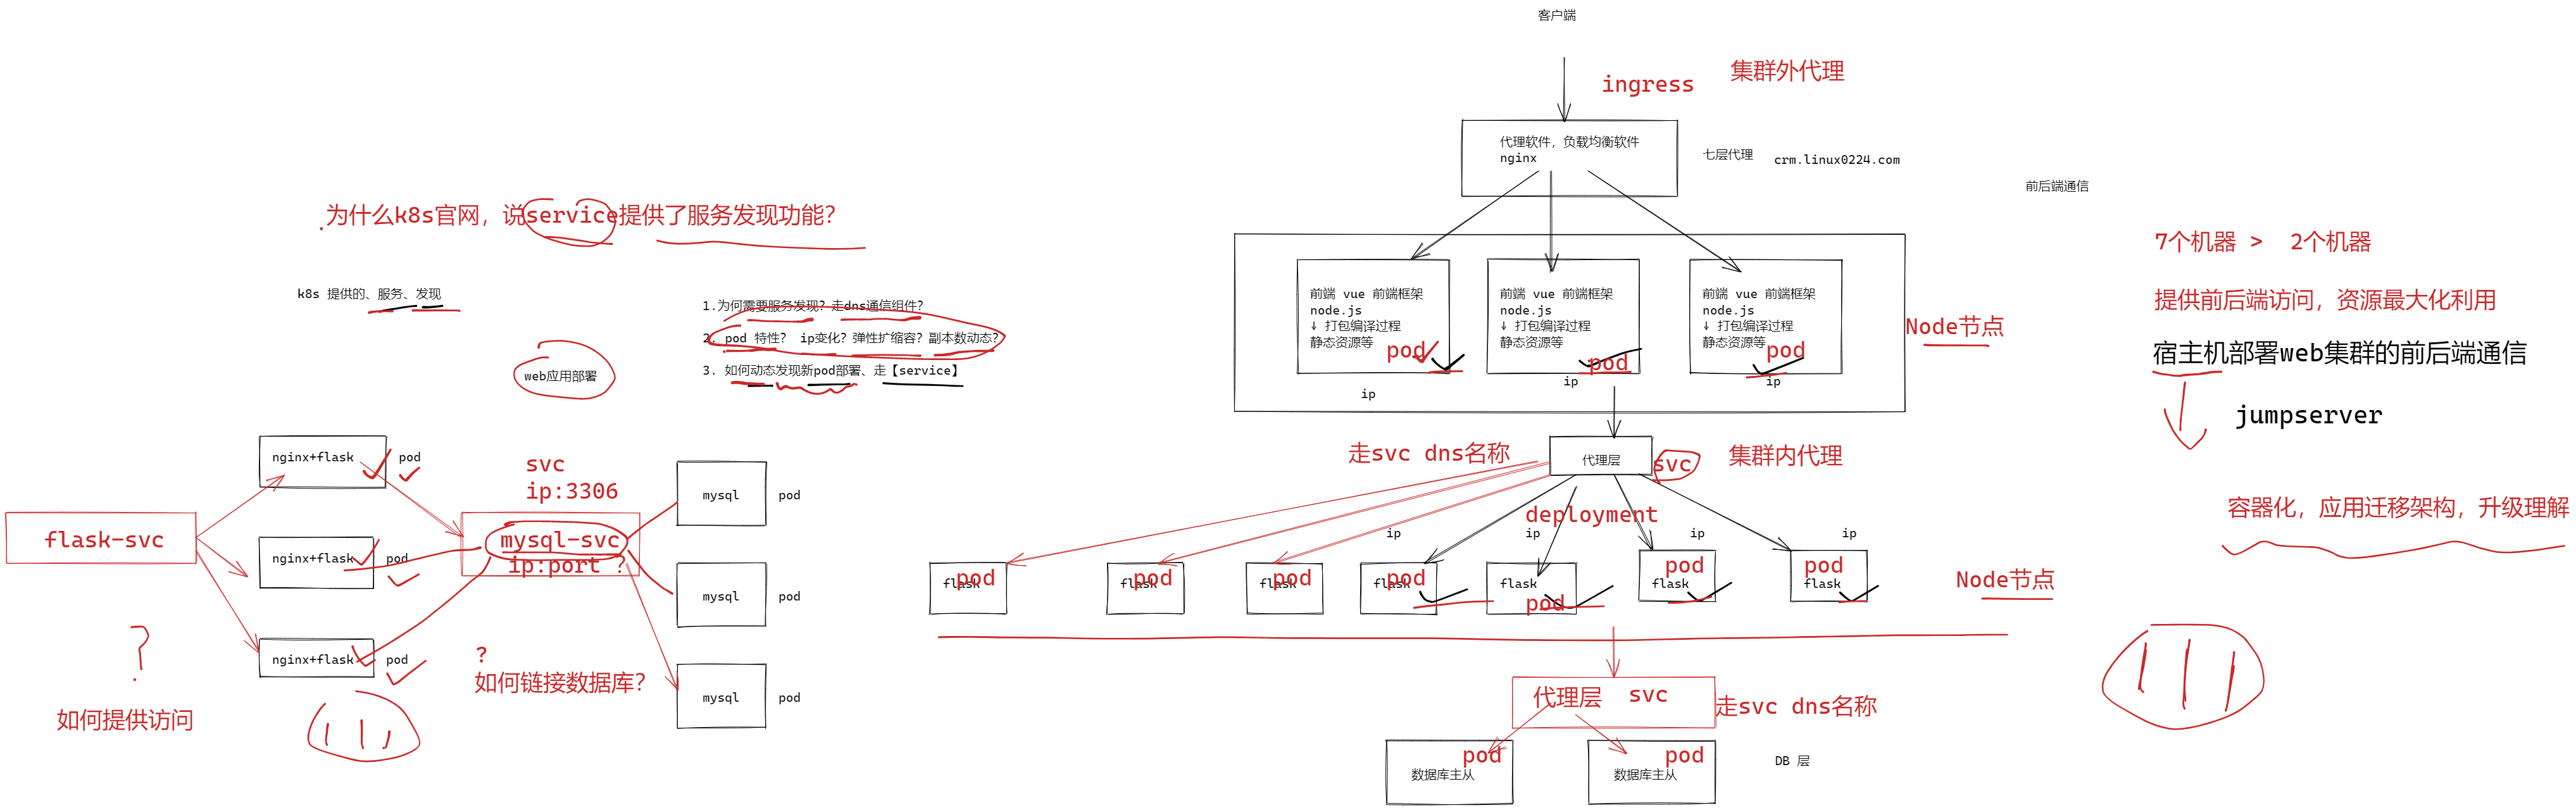 为什么k8s官网，说service提供了服务发现功能？
k8s 提供的、服务、发现
web应用部署
1.为何需要服务发现？走dns通信组件？
2. pod 特性？ ip变化？弹性扩缩容？副本数动态？
3. 如何动态发现新pod部署、走【service】
flask-svc
nginx+flask
pod
nginx+flask
pod
nginx+flask
pod
?
如何提供访问
svc
ip:3306
mysql-svc
ip:port ?
?
如何链接数据库？
mysql
pod
mysql
pod
mysql
pod
客户端
ingress
集群外代理
代理软件，负载均衡软件
nginx
七层代理
crm.linux0224.com
前后端通信
前端 vue 前端框架
node.js
↓ 打包编译过程
静态资源等
pod
ip
前端 vue 前端框架
node.js
↓ 打包编译过程
静态资源等
pod
ip
前端 vue 前端框架
node.js
↓ 打包编译过程
静态资源等
pod
ip
Node节点
走svc dns名称
代理层
svc
集群内代理
deployment
ip
ip
ip
ip
flask
pod
flask
pod
flask
pod
flask
pod
flask
pod
pod
flask
pod
flask
Node节点
代理层 svc
走svc dns名称
pod
数据库主从
pod
数据库主从
DB 层
7个机器 > 2个机器
提供前后端访问，资源最大化利用
宿主机部署web集群的前后端通信
jumpserver
容器化，应用迁移架构，升级理解